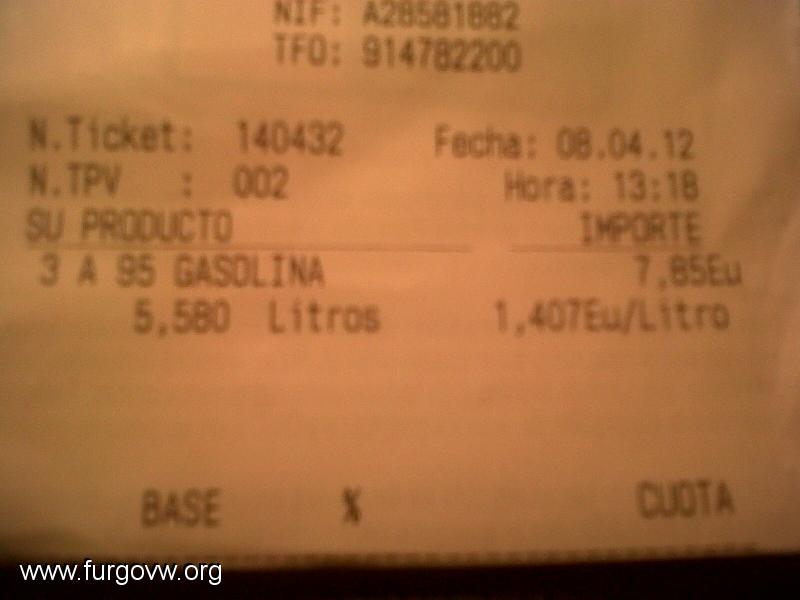 NIF: A28581882
TFO: 914782200
N.Ticket: 140432 Fecha: 08.04.12
N.TPV : 002 Hora: 13:18
SU PRODUCTO IMPORTE
3 A 95 GASOLINA 7,85Eu
5,580 Litros 1,407Eu/Litro
BASE % CUOTA
www.furgovw.org